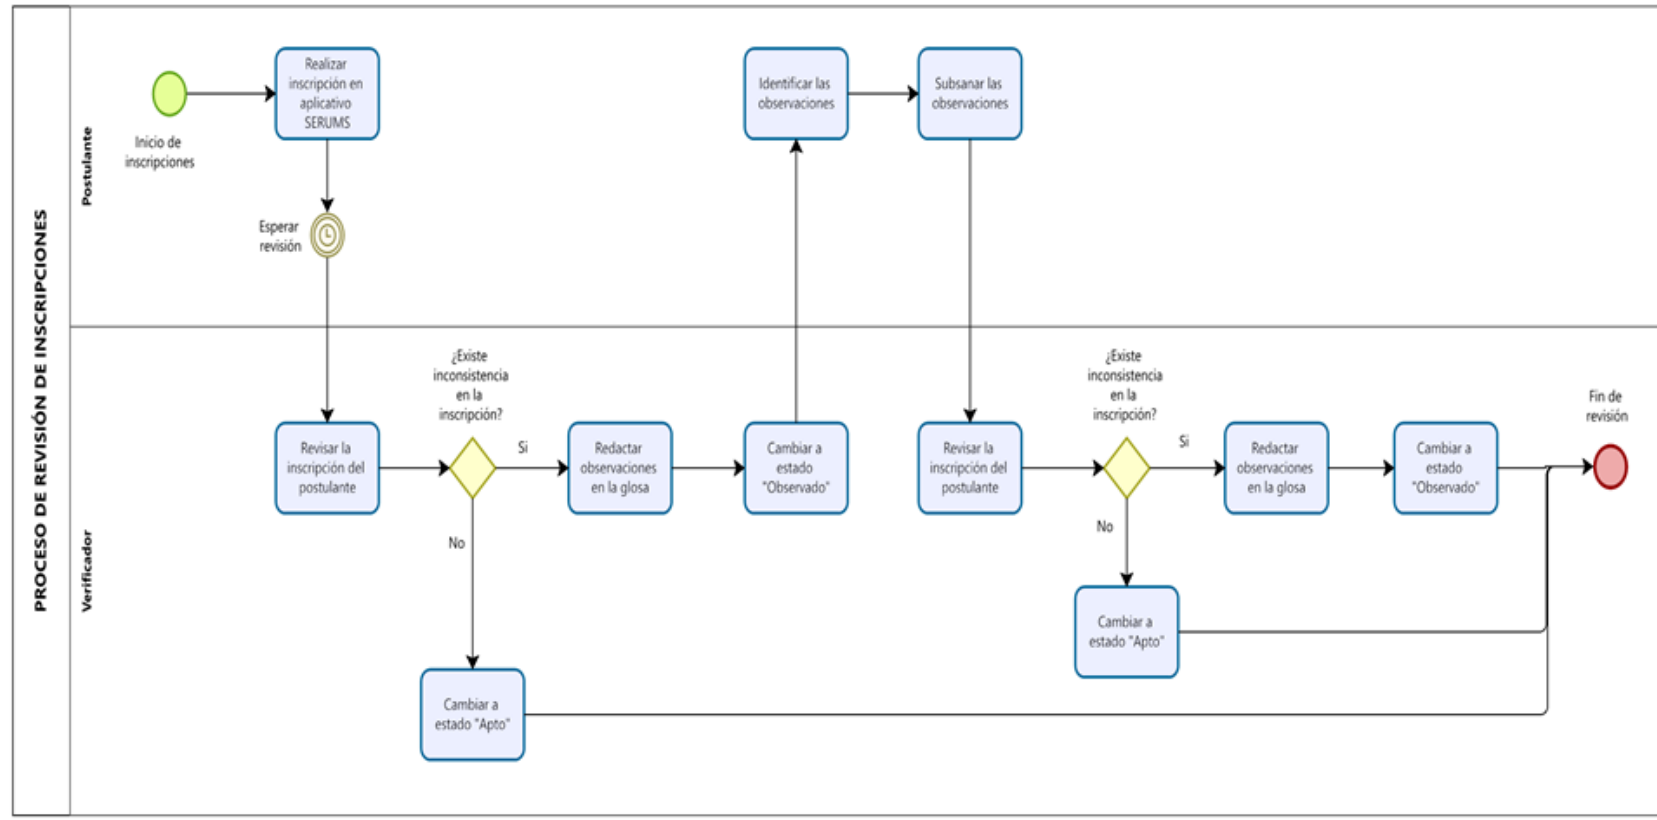 PROCESO DE REVISIÓN DE INSCRIPCIONES
Postulante
Inicio de
inscripciones
Realizar
inscripción en
aplicativo
SERUMS
Esperar
revisión
Identificar las
observaciones
Subsanar las
observaciones
Verificador
Revisar la
inscripción del
postulante
¿Existe
inconsistencia
en la
inscripción?
Si
No
Redactar
observaciones
en la glosa
Cambiar a
estado
"Observado"
Cambiar a
estado "Apto"
Revisar la
inscripción del
postulante
¿Existe
inconsistencia
en la
inscripción?
Si
No
Redactar
observaciones
en la glosa
Cambiar a
estado
"Observado"
Cambiar a
estado "Apto"
Fin de
revisión